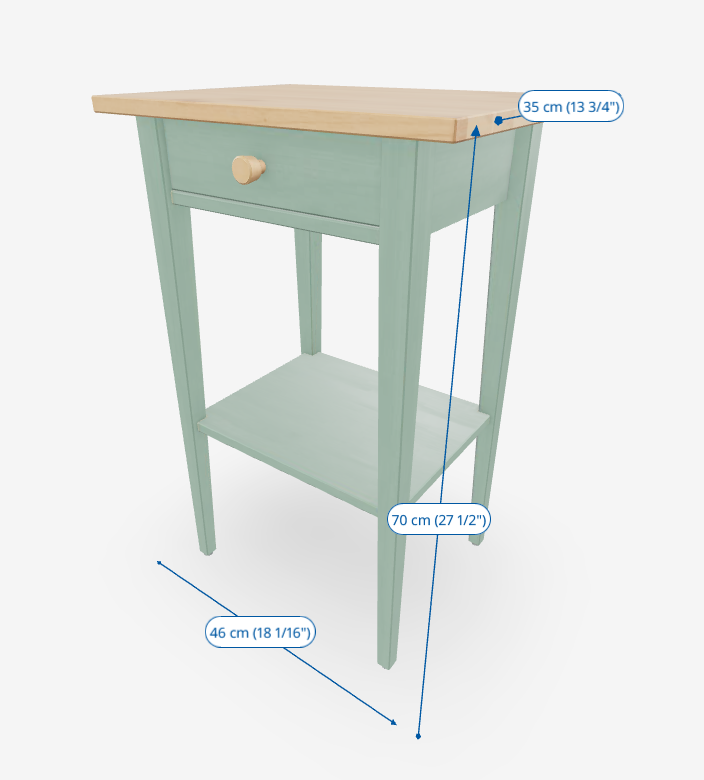 35 cm (13 3/4")
70 cm (27 1/2")
46 cm (18 1/16")